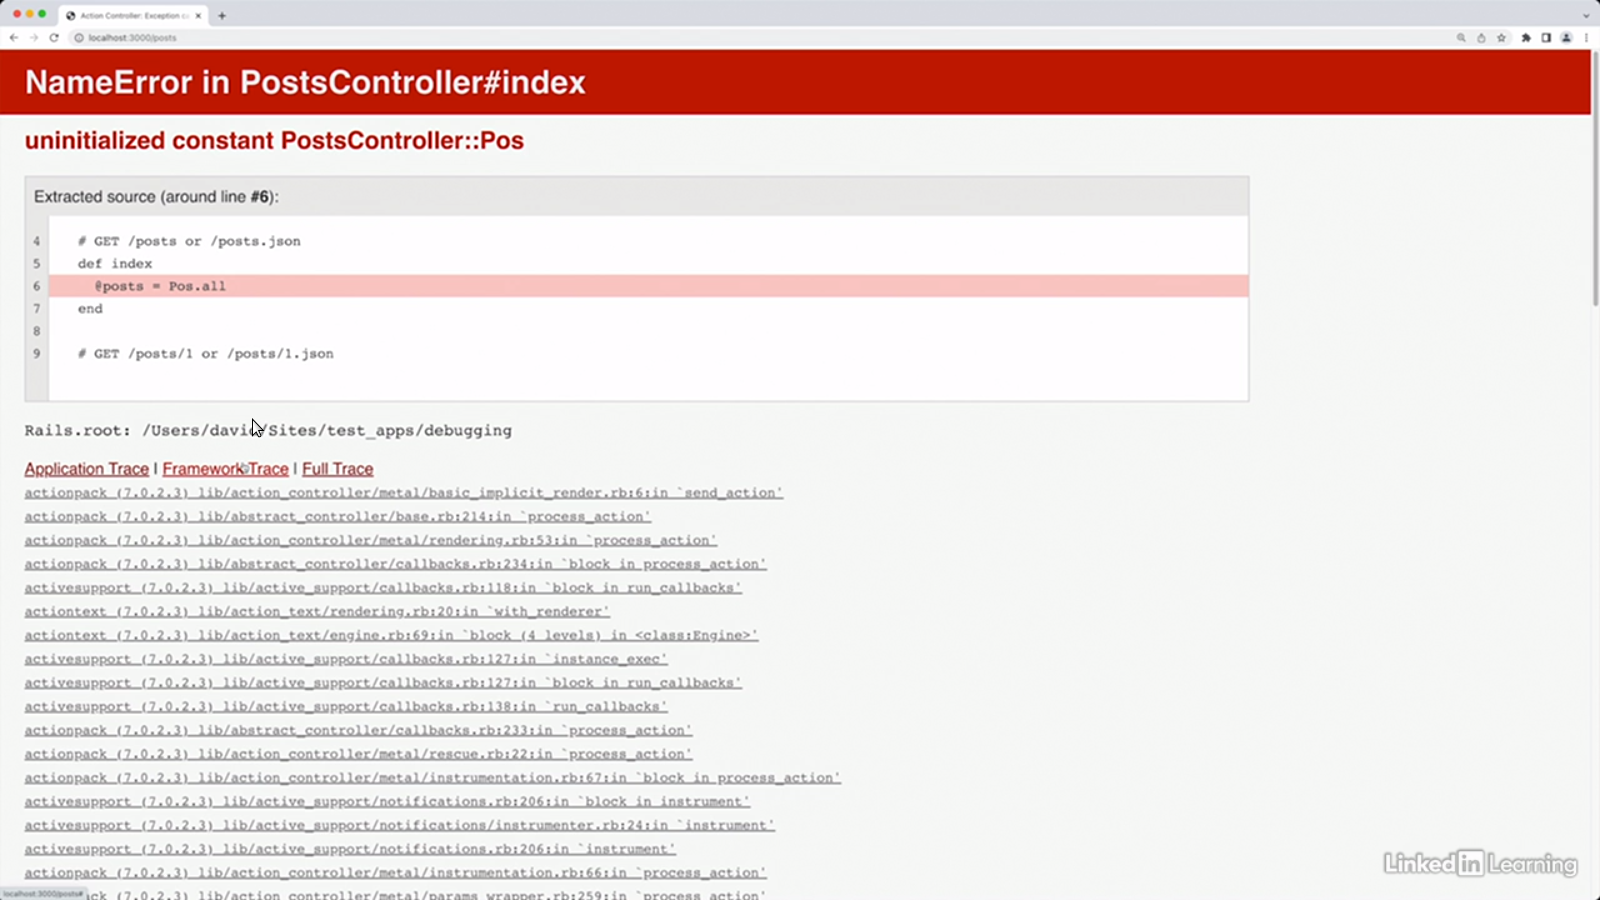 Action Controller: Exception ca
localhost:3000/posts
NameError in PostsController#index
uninitialized constant PostsController::Pos
Extracted source (around line #6):
4 # GET /posts or /posts.json
5 def index
6 @posts = Pos.all
7 end
8
9 # GET /posts/1 or /posts/1.json
Rails.root: /Users/david/Sites/test_apps/debugging
Application Trace | Framework Trace | Full Trace
actionpack (7.0.2.3) lib/action_controller/metal/basic_implicit_render.rb:6:in `send_action'
actionpack (7.0.2.3) lib/abstract_controller/base.rb:214:in `process_action'
actionpack (7.0.2.3) lib/action_controller/metal/rendering.rb:53:in `process_action'
actionpack (7.0.2.3) lib/abstract_controller/callbacks.rb:234:in `block in process_action'
activesupport (7.0.2.3) lib/active_support/callbacks.rb:118:in `block in run_callbacks'
actiontext (7.0.2.3) lib/action_text/rendering.rb:20:in `with_renderer'
actiontext (7.0.2.3) lib/action_text/engine.rb:69:in `block (4 levels) in <class:Engine>'
activesupport (7.0.2.3) lib/active_support/callbacks.rb:127:in `instance_exec'
activesupport (7.0.2.3) lib/active_support/callbacks.rb:127:in `block in run_callbacks'
activesupport (7.0.2.3) lib/active_support/callbacks.rb:138:in `run_callbacks'
actionpack (7.0.2.3) lib/abstract_controller/callbacks.rb:233:in `process_action'
actionpack (7.0.2.3) lib/action_controller/metal/rescue.rb:22:in `process_action'
actionpack (7.0.2.3) lib/action_controller/metal/instrumentation.rb:67:in `block in process_action'
activesupport (7.0.2.3) lib/active_support/notifications.rb:206:in `block in instrument'
activesupport (7.0.2.3) lib/active_support/notifications/instrumenter.rb:24:in `instrument'
activesupport (7.0.2.3) lib/active_support/notifications.rb:206:in `instrument'
actionpack (7.0.2.3) lib/action_controller/metal/instrumentation.rb:66:in `process_action'
ck (7.0.2.3) lib/action_controller/metal/params_wrapper.rb:259:in `process_action'
localhost:3000/posts#
LinkedIn Learning